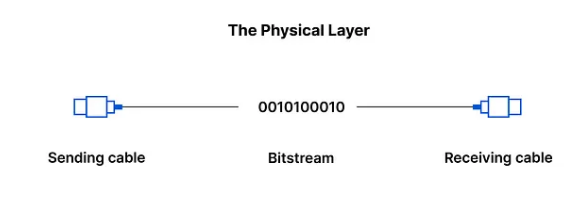 The Physical Layer
0010100010
Sending cable
Bitstream
Receiving cable